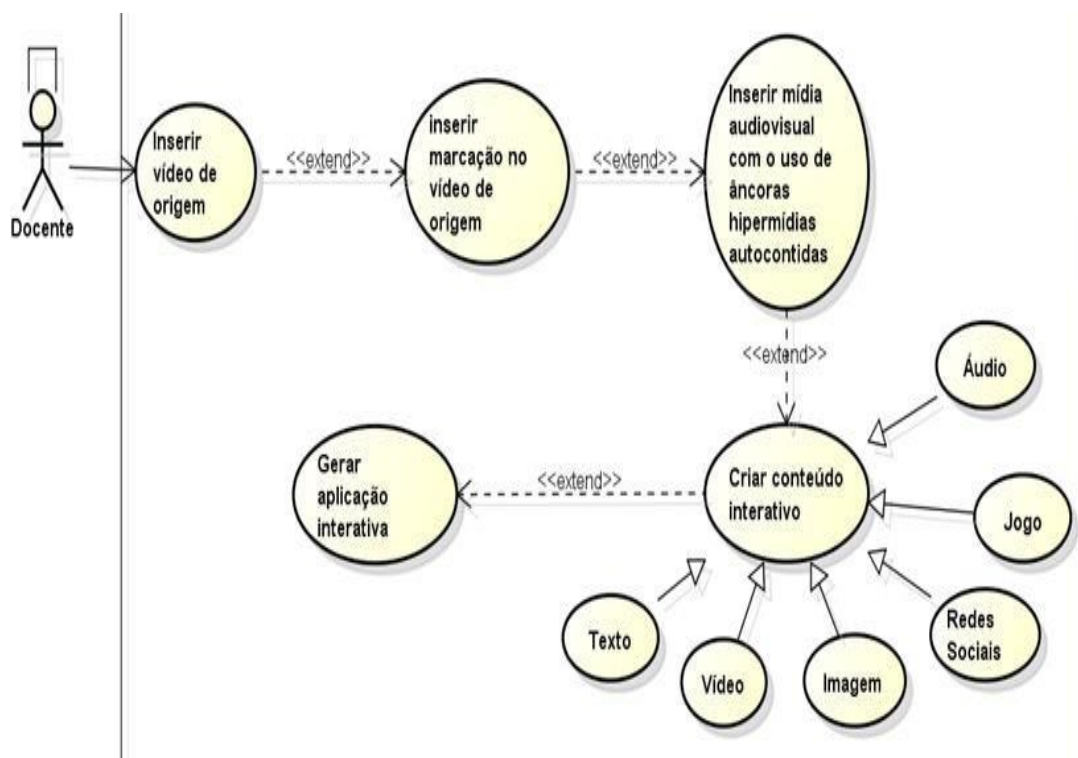 Docente
Inserir
vídeo de
origem
<<extend>>
inserir
marcação no
vídeo de
origem
<<extend>>
Inserir mídia
audiovisual
com o uso de
âncoras
hipermídias
autocontidas
<<extend>>
Áudio
Gerar
aplicação
interativa
<<extend>>
Criar conteúdo
interativo
Jogo
Texto
Vídeo
Imagem
Redes
Sociais